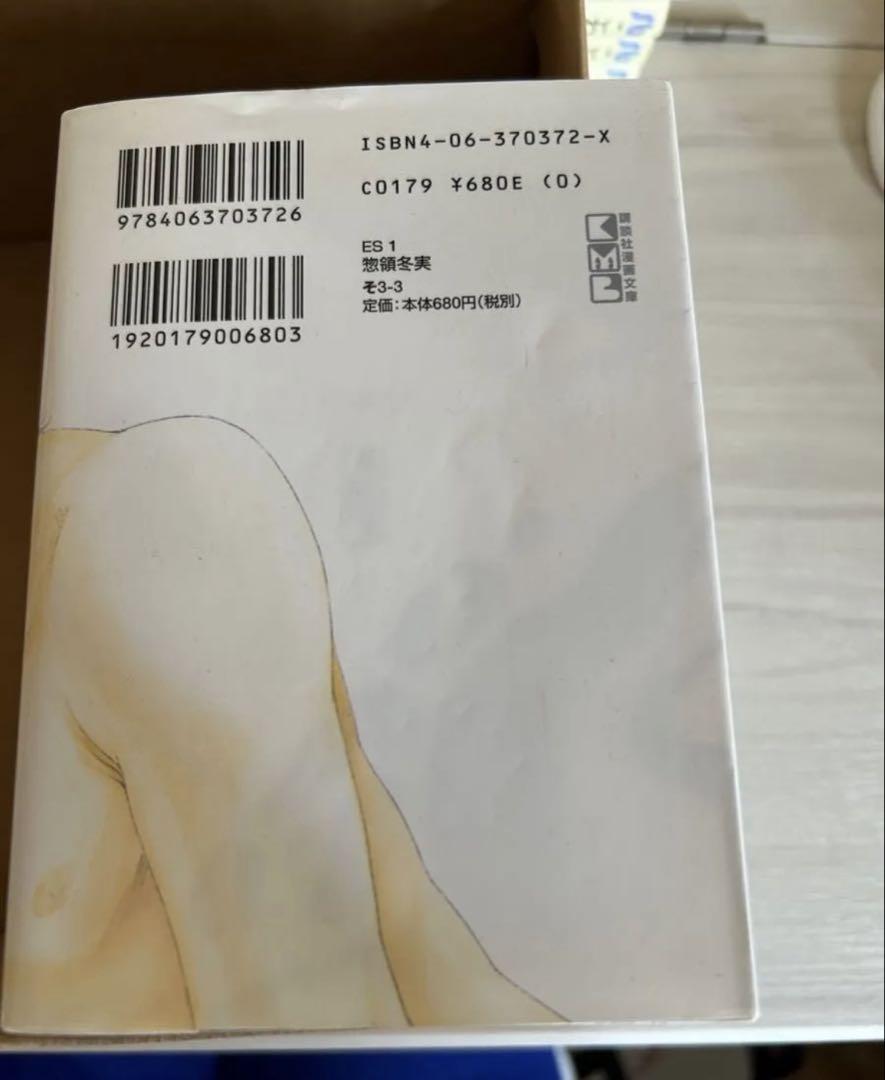 ISBN4-06-370372-X
C0179 ¥680E (0)
9784063703726
1920179006803
ES 1
惣領冬実
そ3-3
定価：本体680円（税別）
KMB
講談社漫画文庫